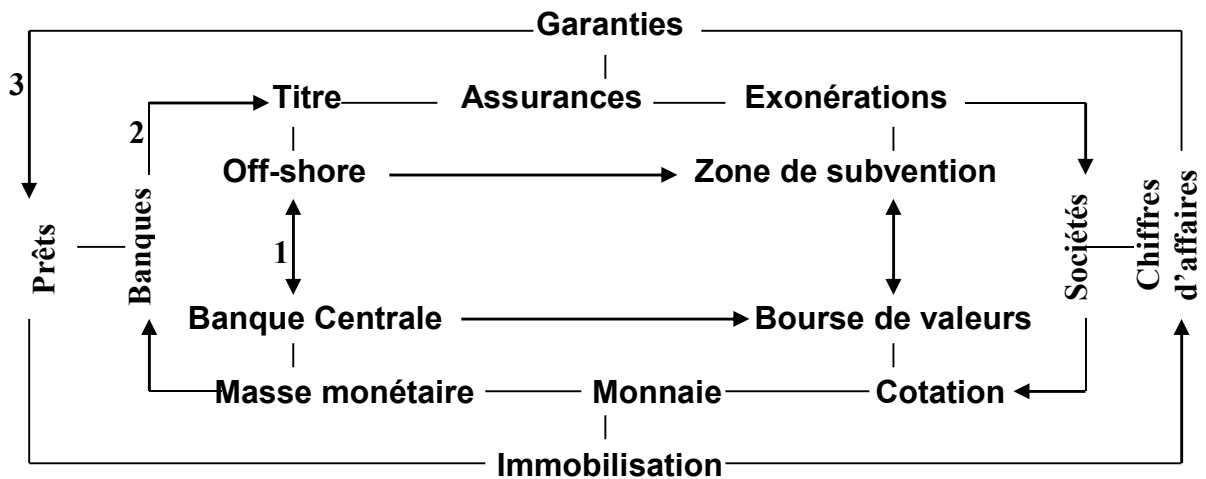 Garanties
3
Titre Assurances Exonérations
2
Off-shore Zone de subvention
Prêts
Banques
1
Sociétés
Chiffres
d’affaires
Banque Centrale Bourse de valeurs
Masse monétaire Monnaie Cotation
Immobilisation